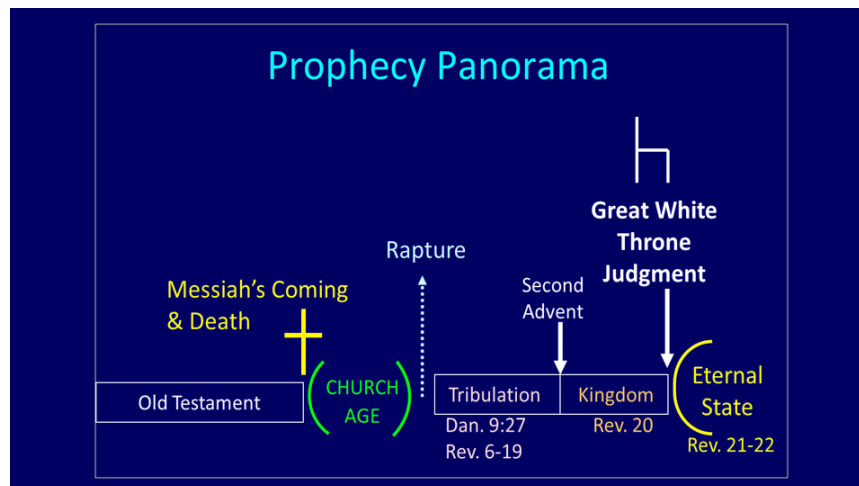 Prophecy Panorama
Great White
Throne
Judgment
Rapture
Second
Advent
Messiah's Coming
& Death
Old Testament
CHURCH
AGE
Tribulation
Kingdom
Eternal
State
Dan. 9:27
Rev. 6-19
Rev. 20
Rev. 21-22